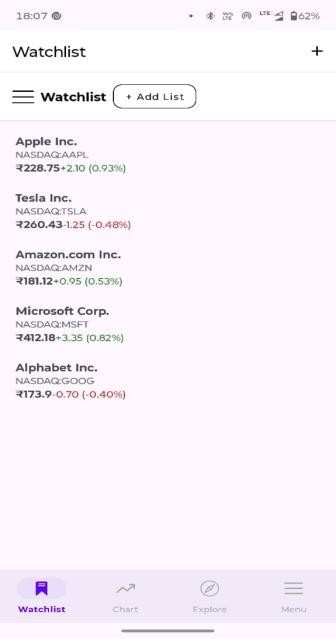 18:07
LTE 62%
Watchlist +
Watchlist + Add List
Apple Inc.
NASDAQ:AAPL
₹228.75+2.10 (0.93%)
Tesla Inc.
NASDAQ:TSLA
₹260.43-1.25 (-0.48%)
Amazon.com Inc.
NASDAQ:AMZN
₹181.12+0.95 (0.53%)
Microsoft Corp.
NASDAQ:MSFT
₹412.18+3.35 (0.82%)
Alphabet Inc.
NASDAQ:GOOG
₹173.9-0.70 (-0.40%)
Watchlist Chart Explore Menu